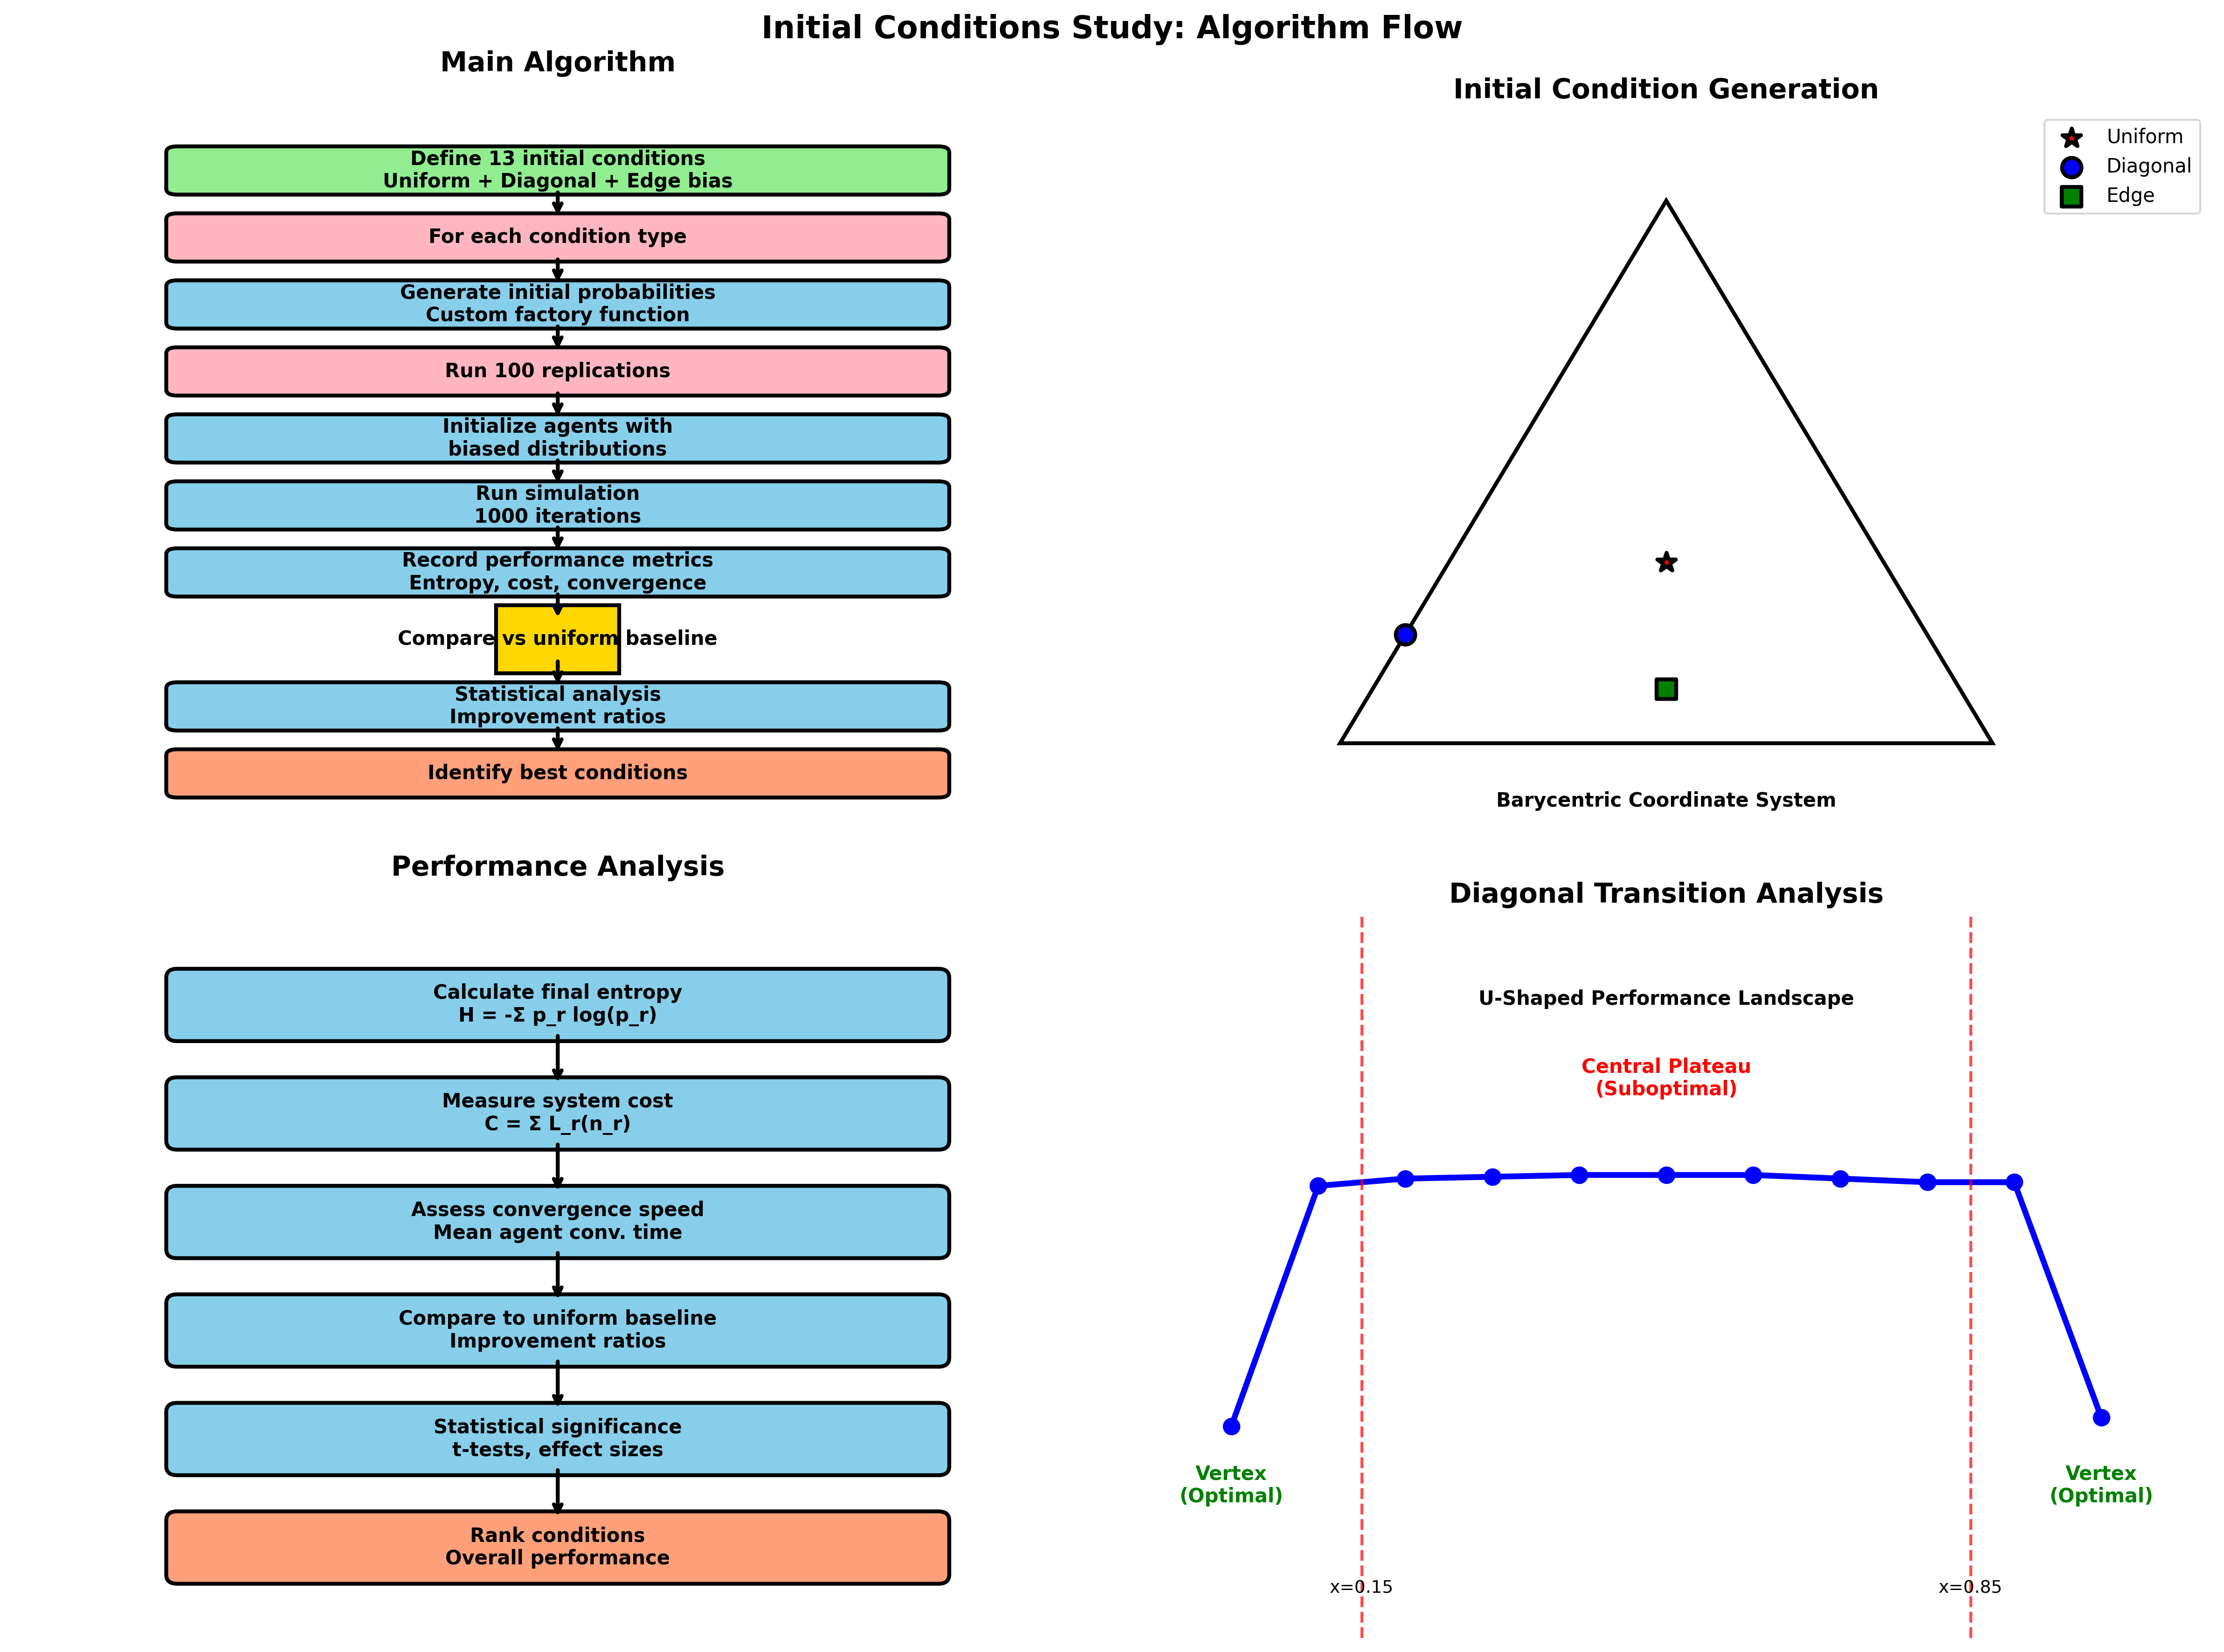 Initial Conditions Study: Algorithm Flow
Main Algorithm
Define 13 initial conditions
Uniform + Diagonal + Edge bias
For each condition type
Generate initial probabilities
Custom factory function
Run 100 replications
Initialize agents with
biased distributions
Run simulation
1000 iterations
Record performance metrics
Entropy, cost, convergence
Compare vs uniform baseline
Statistical analysis
Improvement ratios
Identify best conditions
Initial Condition Generation
Uniform
Diagonal
Edge
Barycentric Coordinate System
Performance Analysis
Calculate final entropy
H = -Σ p_r log(p_r)
Measure system cost
C = Σ L_r(n_r)
Assess convergence speed
Mean agent conv. time
Compare to uniform baseline
Improvement ratios
Statistical significance
t-tests, effect sizes
Rank conditions
Overall performance
Diagonal Transition Analysis
U-Shaped Performance Landscape
Central Plateau
(Suboptimal)
Vertex
(Optimal)
Vertex
(Optimal)
x=0.15
x=0.85